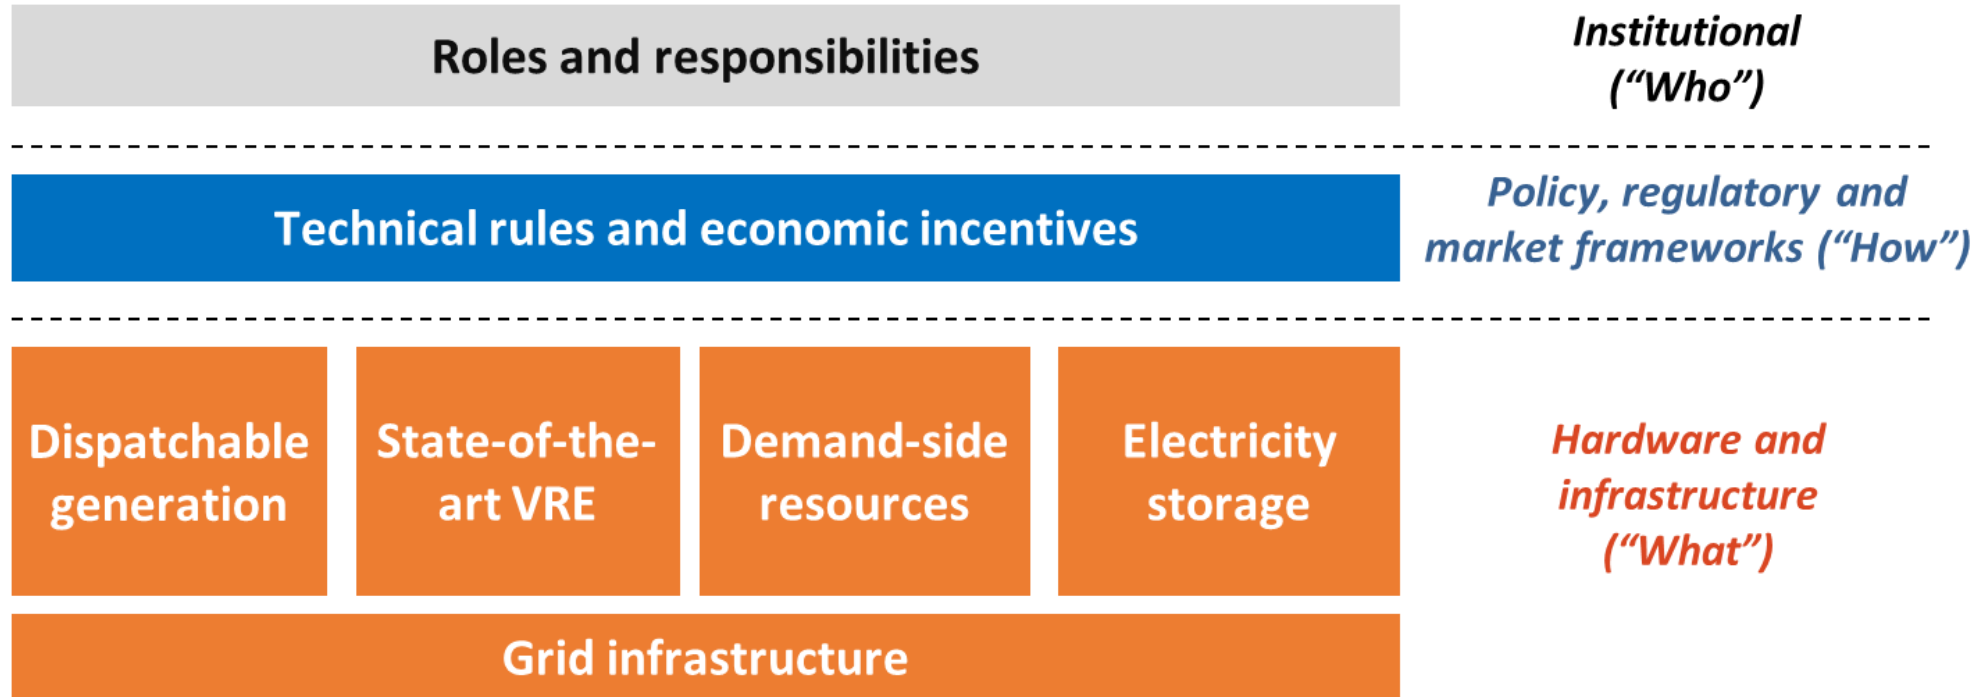 Roles and responsibilities
Institutional
(“Who”)
Technical rules and economic incentives
Policy, regulatory and
market frameworks (“How”)
Dispatchable
generation
State-of-the-
art VRE
Demand-side
resources
Electricity
storage
Hardware and
infrastructure
(“What”)
Grid infrastructure